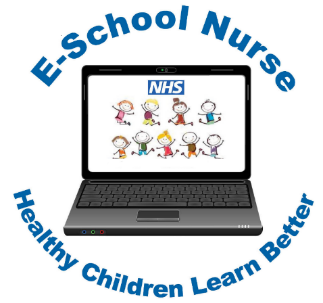 E-School Nurse
NHS
Healthy Children Learn Better